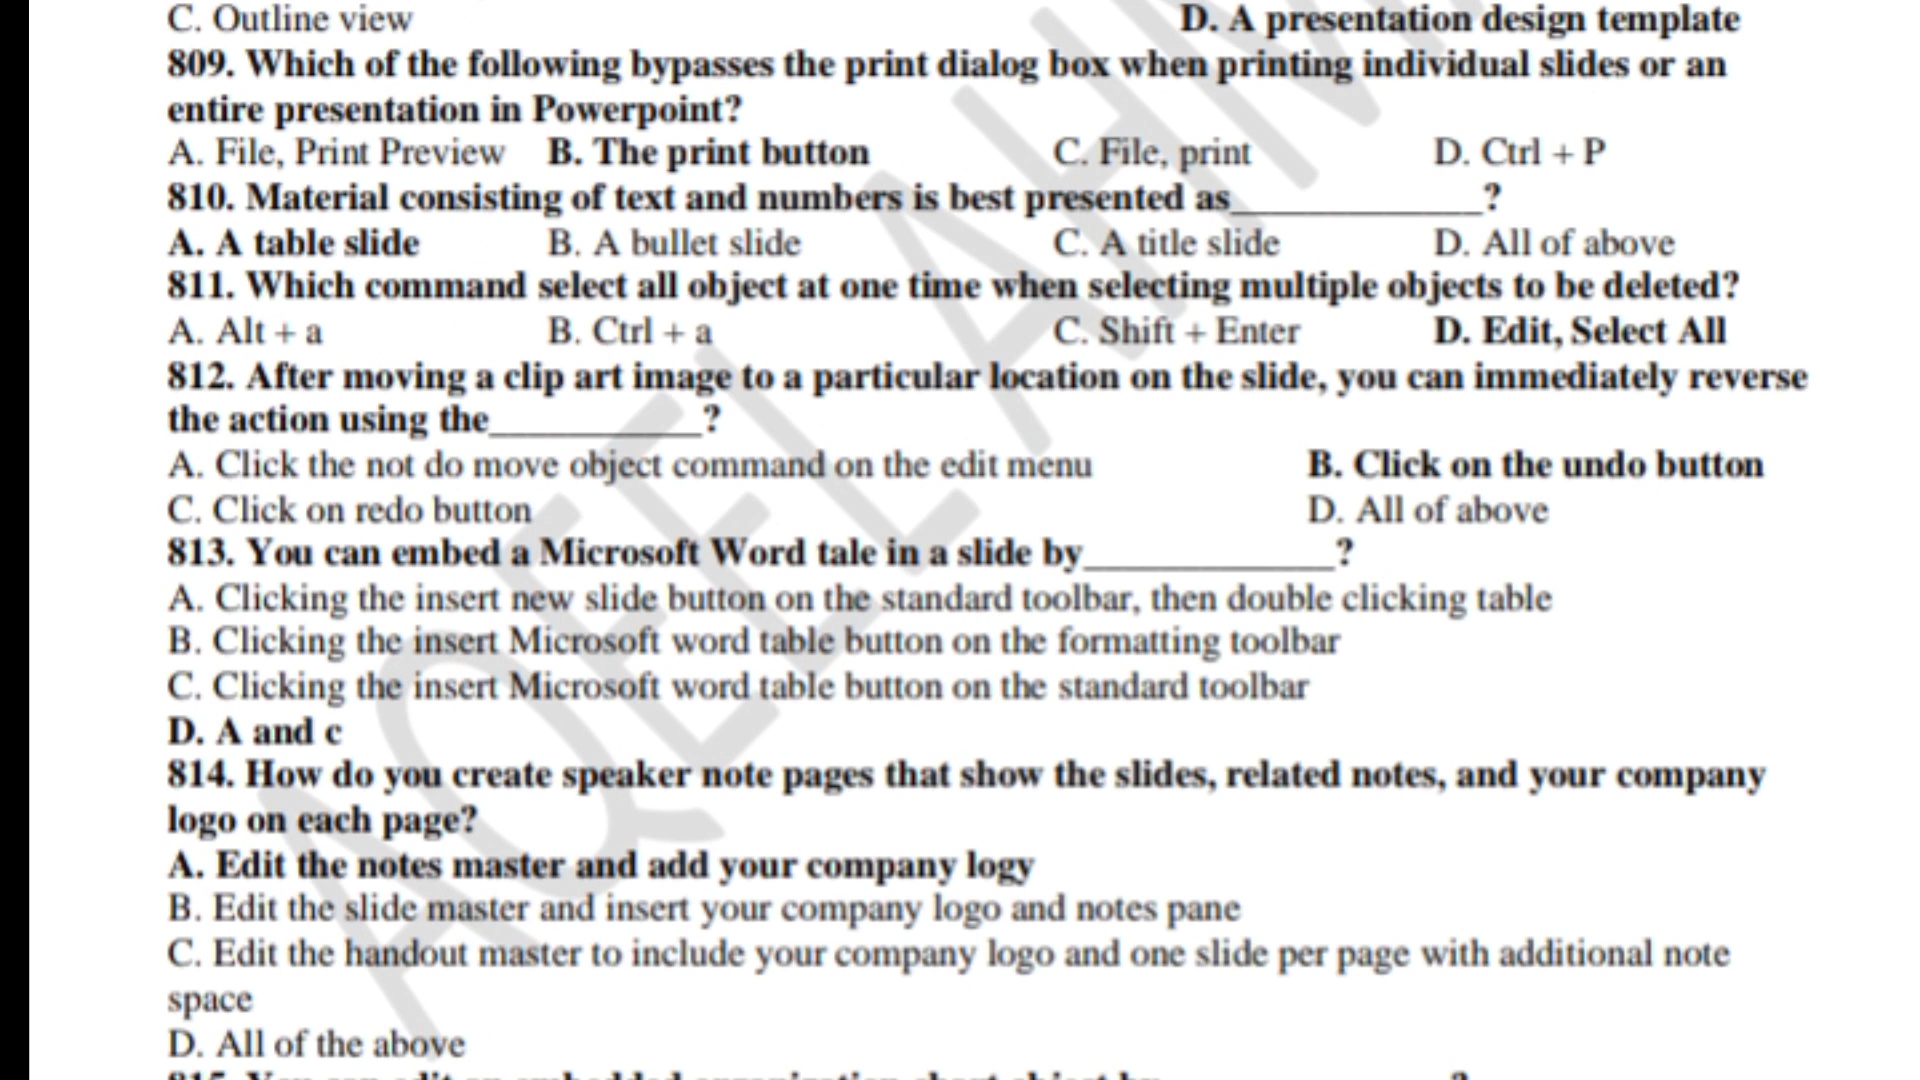 C. Outline view D. A presentation design template
809. Which of the following bypasses the print dialog box when printing individual slides or an
entire presentation in Powerpoint?
A. File, Print Preview B. The print button C. File, print D. Ctrl + P
810. Material consisting of text and numbers is best presented as_____________?
A. A table slide B. A bullet slide C. A title slide D. All of above
811. Which command select all object at one time when selecting multiple objects to be deleted?
A. Alt + a B. Ctrl + a C. Shift + Enter D. Edit, Select All
812. After moving a clip art image to a particular location on the slide, you can immediately reverse
the action using the___________?
A. Click the not do move object command on the edit menu B. Click on the undo button
C. Click on redo button D. All of above
813. You can embed a Microsoft Word tale in a slide by_____________?
A. Clicking the insert new slide button on the standard toolbar, then double clicking table
B. Clicking the insert Microsoft word table button on the formatting toolbar
C. Clicking the insert Microsoft word table button on the standard toolbar
D. A and c
814. How do you create speaker note pages that show the slides, related notes, and your company
logo on each page?
A. Edit the notes master and add your company logy
B. Edit the slide master and insert your company logo and notes pane
C. Edit the handout master to include your company logo and one slide per page with additional note
space
D. All of the above